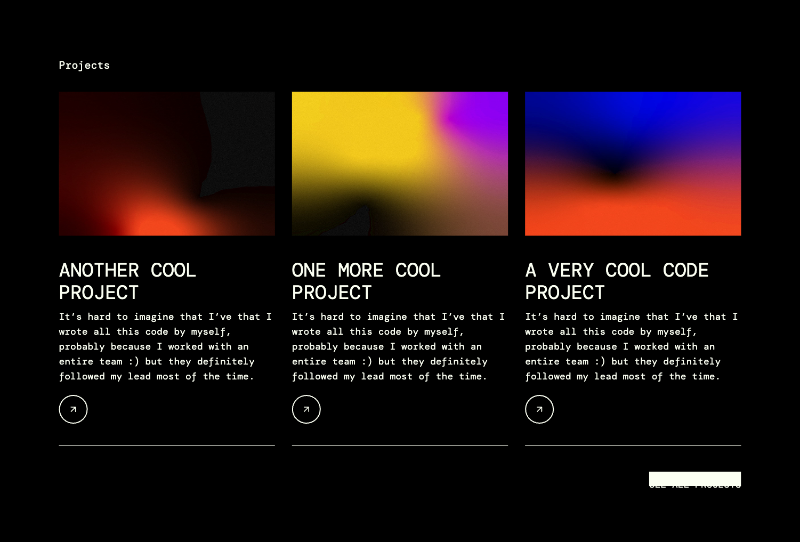 Projects
ANOTHER COOL
PROJECT
It's hard to imagine that I've that I
wrote all this code by myself,
probably because I worked with an
entire team :) but they definitely
followed my lead most of the time.
ONE MORE COOL
PROJECT
It's hard to imagine that I've that I
wrote all this code by myself,
probably because I worked with an
entire team :) but they definitely
followed my lead most of the time.
A VERY COOL CODE
PROJECT
It's hard to imagine that I've that I
wrote all this code by myself,
probably because I worked with an
entire team :) but they definitely
followed my lead most of the time.